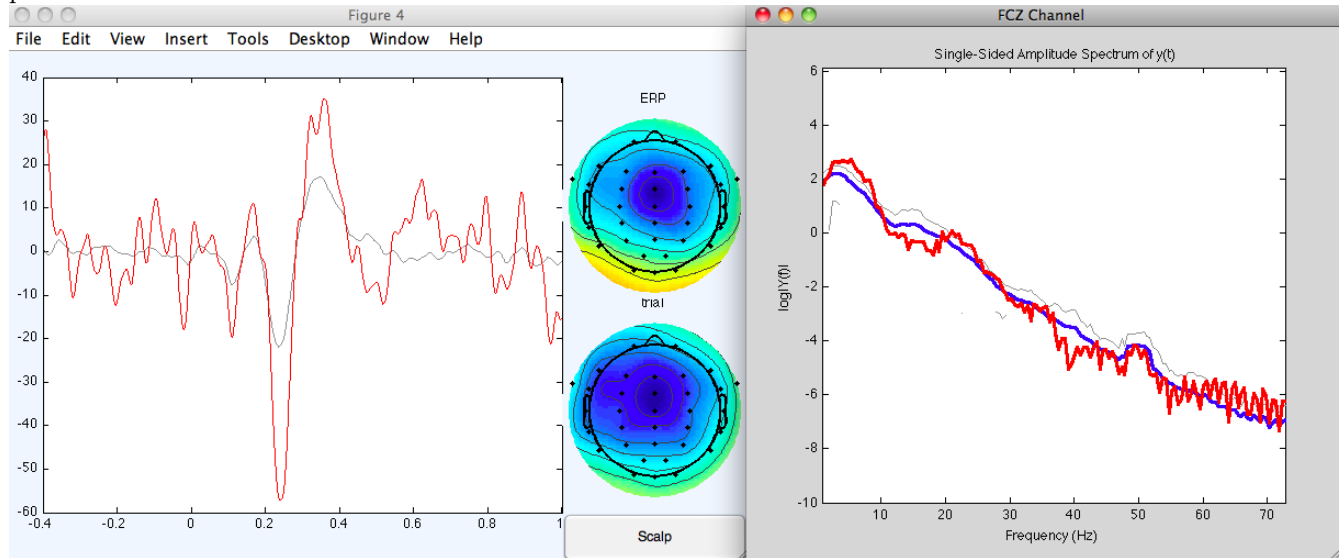 Figure 4
File Edit View Insert Tools Desktop Window Help
40
30
20
10
0
-10
-20
-30
-40
-50
-60
-0.4 -0.2 0 0.2 0.4 0.6 0.8 1
ERP
trial
Scalp
FCZ Channel
Single-Sided Amplitude Spectrum of y(t)
6
4
2
0
-2
-4
-6
-8
-10
log|Y(f)|
10 20 30 40 50 60 70
Frequency (Hz)